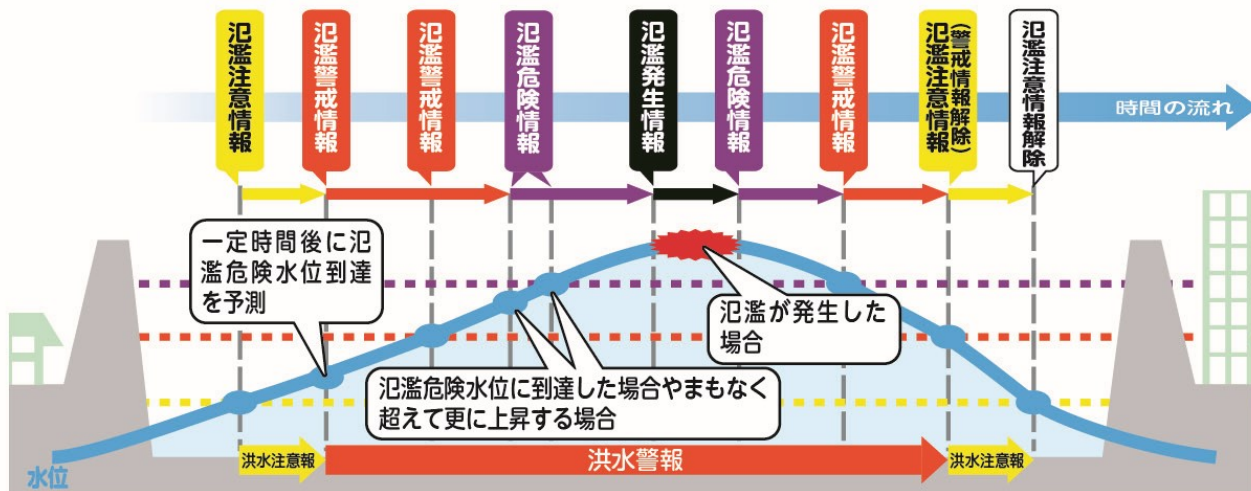 氾濫注意情報
氾濫警戒情報
氾濫警戒情報
氾濫危険情報
氾濫発生情報
氾濫危険情報
氾濫警戒情報
氾濫注意情報
(警戒情報解除)
氾濫注意情報解除
時間の流れ
一定時間後に氾
濫危険水位到達
を予測
氾濫が発生した
場合
氾濫危険水位に到達した場合やまもなく
超えて更に上昇する場合
水位
洪水注意報
洪水警報
洪水注意報